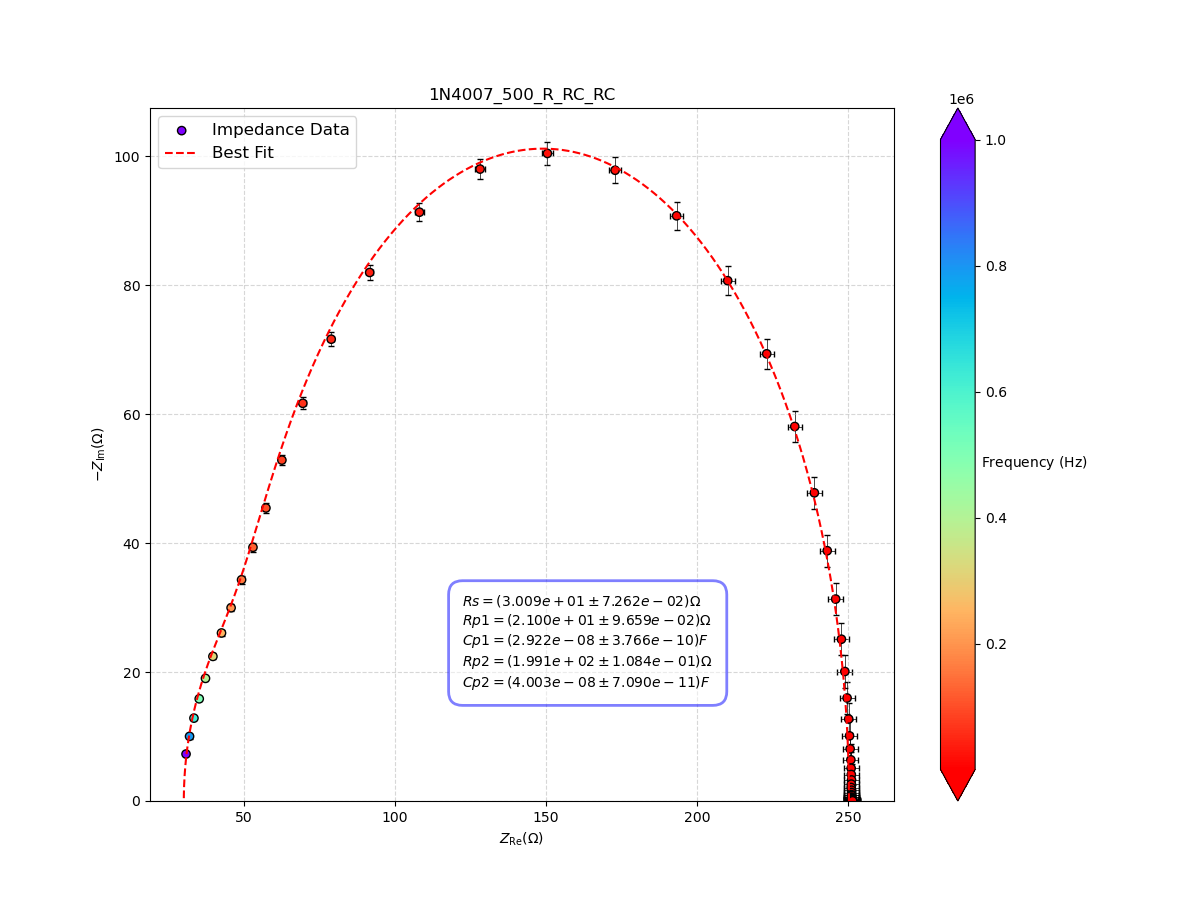 1N4007_500_R_RC_RC
1e6
Impedance Data
Best Fit
100
80
60
40
20
0
−Z_Im(Ω)
Rs = (3.009e + 01 ± 7.262e − 02)Ω
Rp1 = (2.100e + 01 ± 9.659e − 02)Ω
Cp1 = (2.922e − 08 ± 3.766e − 10)F
Rp2 = (1.991e + 02 ± 1.084e − 01)Ω
Cp2 = (4.003e − 08 ± 7.090e − 11)F
50
100
150
200
250
Z_Re(Ω)
1.0
0.8
0.6
0.4
0.2
Frequency (Hz)